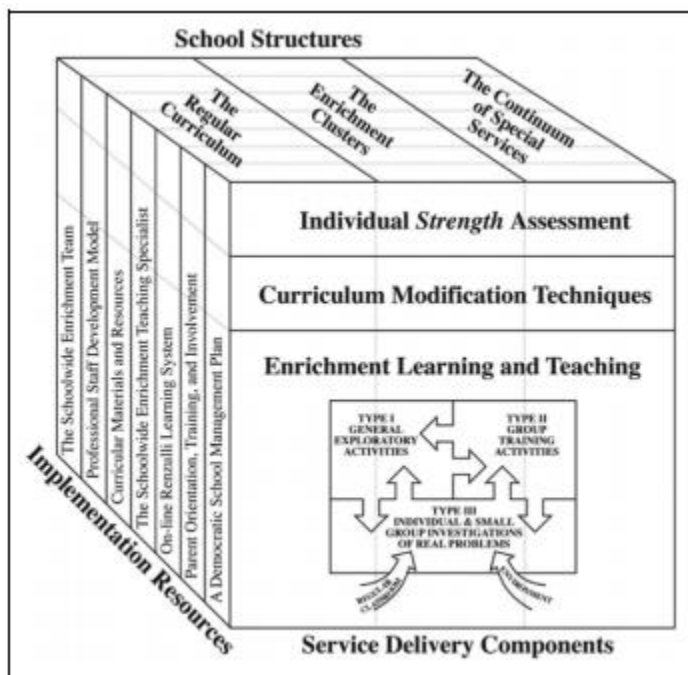 School Structures
The
Regular
Curriculum
The
Enrichment
Clusters
The Continuum
of Special
Services
Individual Strength Assessment
Curriculum Modification Techniques
Enrichment Learning and Teaching
TYPE I
GENERAL
EXPLORATORY
ACTIVITIES
TYPE II
GROUP
TRAINING
ACTIVITIES
TYPE III
INDIVIDUAL & SMALL
GROUP INVESTIGATIONS
OF REAL PROBLEMS
REGULAR
CLASSROOM
ENVIRONMENT
The Schoolwide Enrichment Team
Professional Staff Development Model
Curricular Materials and Resources
The Schoolwide Enrichment Teaching Specialist
On-line Renzulli Learning System
Parent Orientation, Training, and Involvement
A Democratic School Management Plan
Implementation Resources
Service Delivery Components